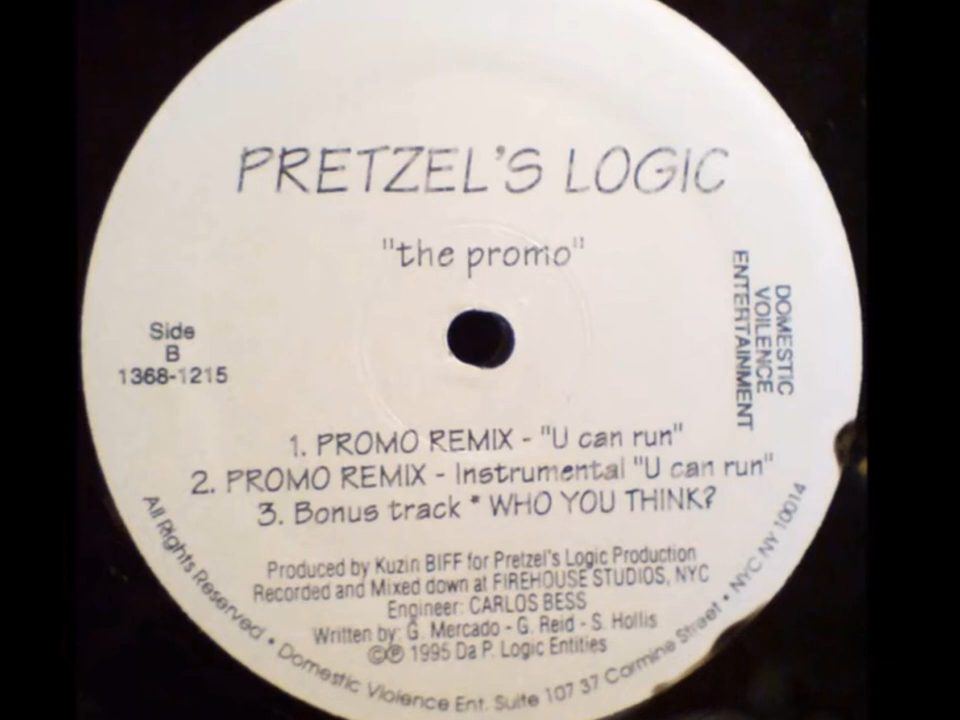 PRETZEL'S LOGIC
"the promo"
DOMESTIC
VOILENCE
ENTERTAINMENT
Side
B
1368-1215
1. PROMO REMIX - "U can run"
2. PROMO REMIX - Instrumental "U can run"
3. Bonus track * WHO YOU THINK?
Produced by Kuzin BIFF for Pretzel's Logic Production
Recorded and Mixed down at FIREHOUSE STUDIOS, NYC
Engineer: CARLOS BESS
Written by: G. Mercado - G. Reid - S. Hollis
©℗ 1995 Da P. Logic Entities
All Rights Reserved • Domestic Violence Ent. Suite 107 37 Carmine Street • NYC NY 10014